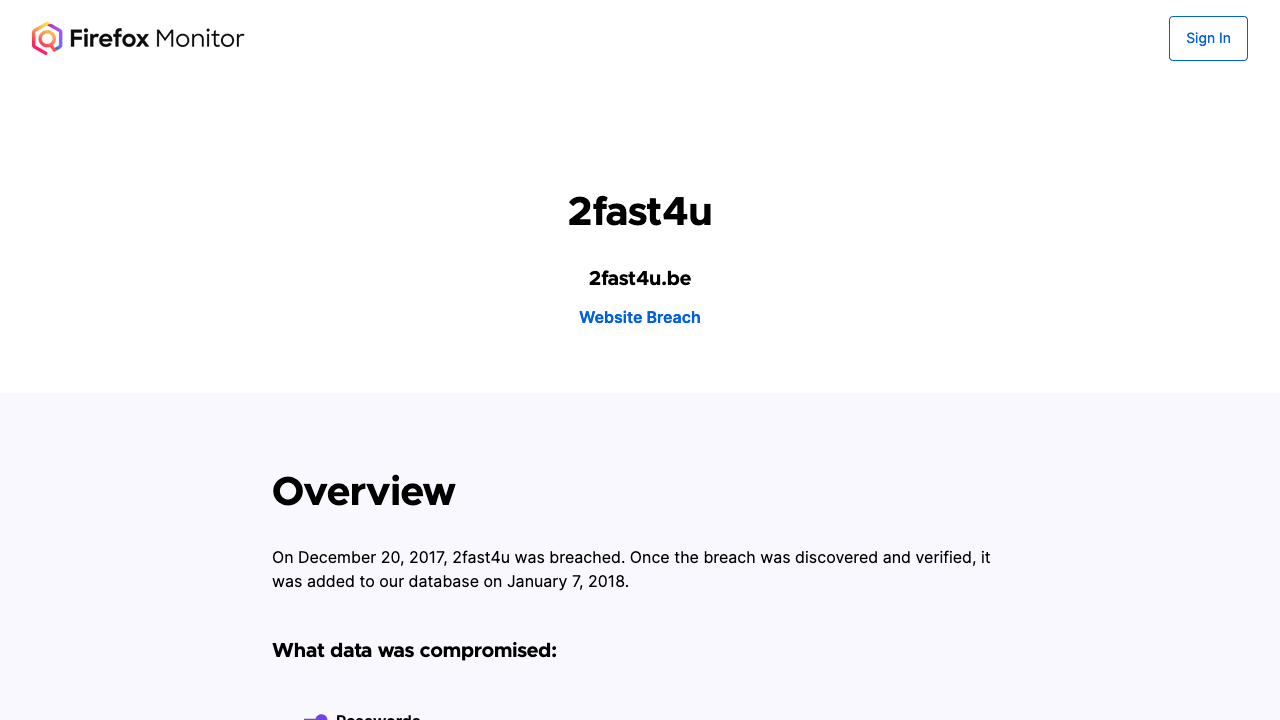 Firefox Monitor
Sign In
2fast4u
2fast4u.be
Website Breach
Overview
On December 20, 2017, 2fast4u was breached. Once the breach was discovered and verified, it
was added to our database on January 7, 2018.
What data was compromised:
Passwords